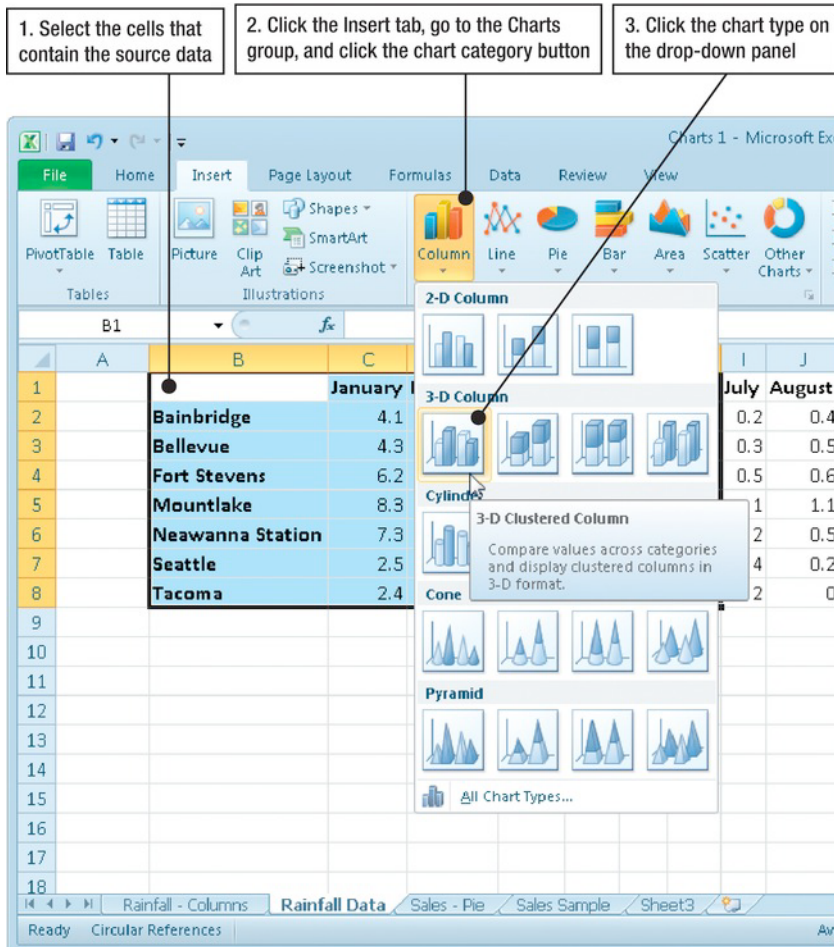 1. Select the cells that
contain the source data
2. Click the Insert tab, go to the Charts
group, and click the chart category button
3. Click the chart type on
the drop-down panel
Charts 1 - Microsoft Exc
File Home Insert Page Layout Formulas Data Review View
PivotTable Table Picture Clip Art Shapes SmartArt Screenshot Column Line Pie Bar Area Scatter Other Charts
Tables Illustrations
B1 fx
2-D Column
A B C I J
1 January July August
3-D Column
2 Bainbridge 4.1 0.2 0.4
3 Bellevue 4.3 0.3 0.5
4 Fort Stevens 6.2 0.5 0.6
Cylinder
5 Mountlake 8.3 1 1.1
3-D Clustered Column
Compare values across categories
and display clustered columns in
3-D format.
6 Neawanna Station 7.3 2 0.5
7 Seattle 2.5 4 0.2
8 Tacoma 2.4 2 0
Cone
9
10
11
Pyramid
12
13
14
All Chart Types...
15
16
17
18
Rainfall - Columns Rainfall Data Sales - Pie Sales Sample Sheet3
Ready Circular References Av